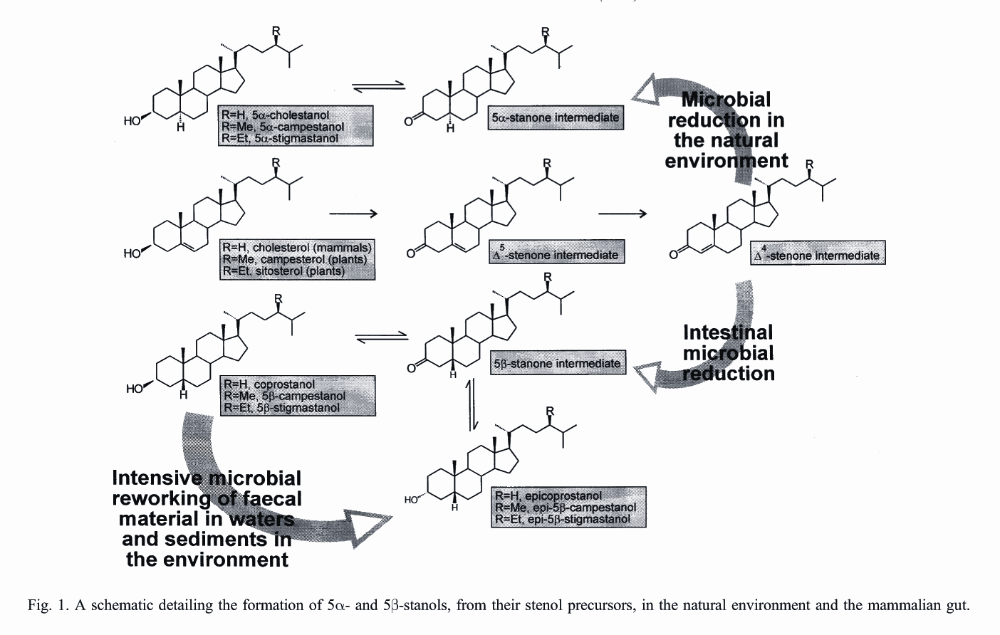 R
R
HO
H
R=H, 5α-cholestanol
R=Me, 5α-campestanol
R=Et, 5α-stigmastanol
O
H
5α-stanone intermediate
Microbial
reduction in
the natural
environment
R
R
R
HO
R=H, cholesterol (mammals)
R=Me, campesterol (plants)
R=Et, sitosterol (plants)
O
Δ5-stenone intermediate
O
Δ4-stenone intermediate
R
R
HO
H
R=H, coprostanol
R=Me, 5β-campestanol
R=Et, 5β-stigmastanol
O
H
5β-stanone intermediate
Intestinal
microbial
reduction
R
HO
H
R=H, epicoprostanol
R=Me, epi-5β-campestanol
R=Et, epi-5β-stigmastanol
Intensive microbial
reworking of faecal
material in waters
and sediments in
the environment
Fig. 1. A schematic detailing the formation of 5α- and 5β-stanols, from their stenol precursors, in the natural environment and the mammalian gut.